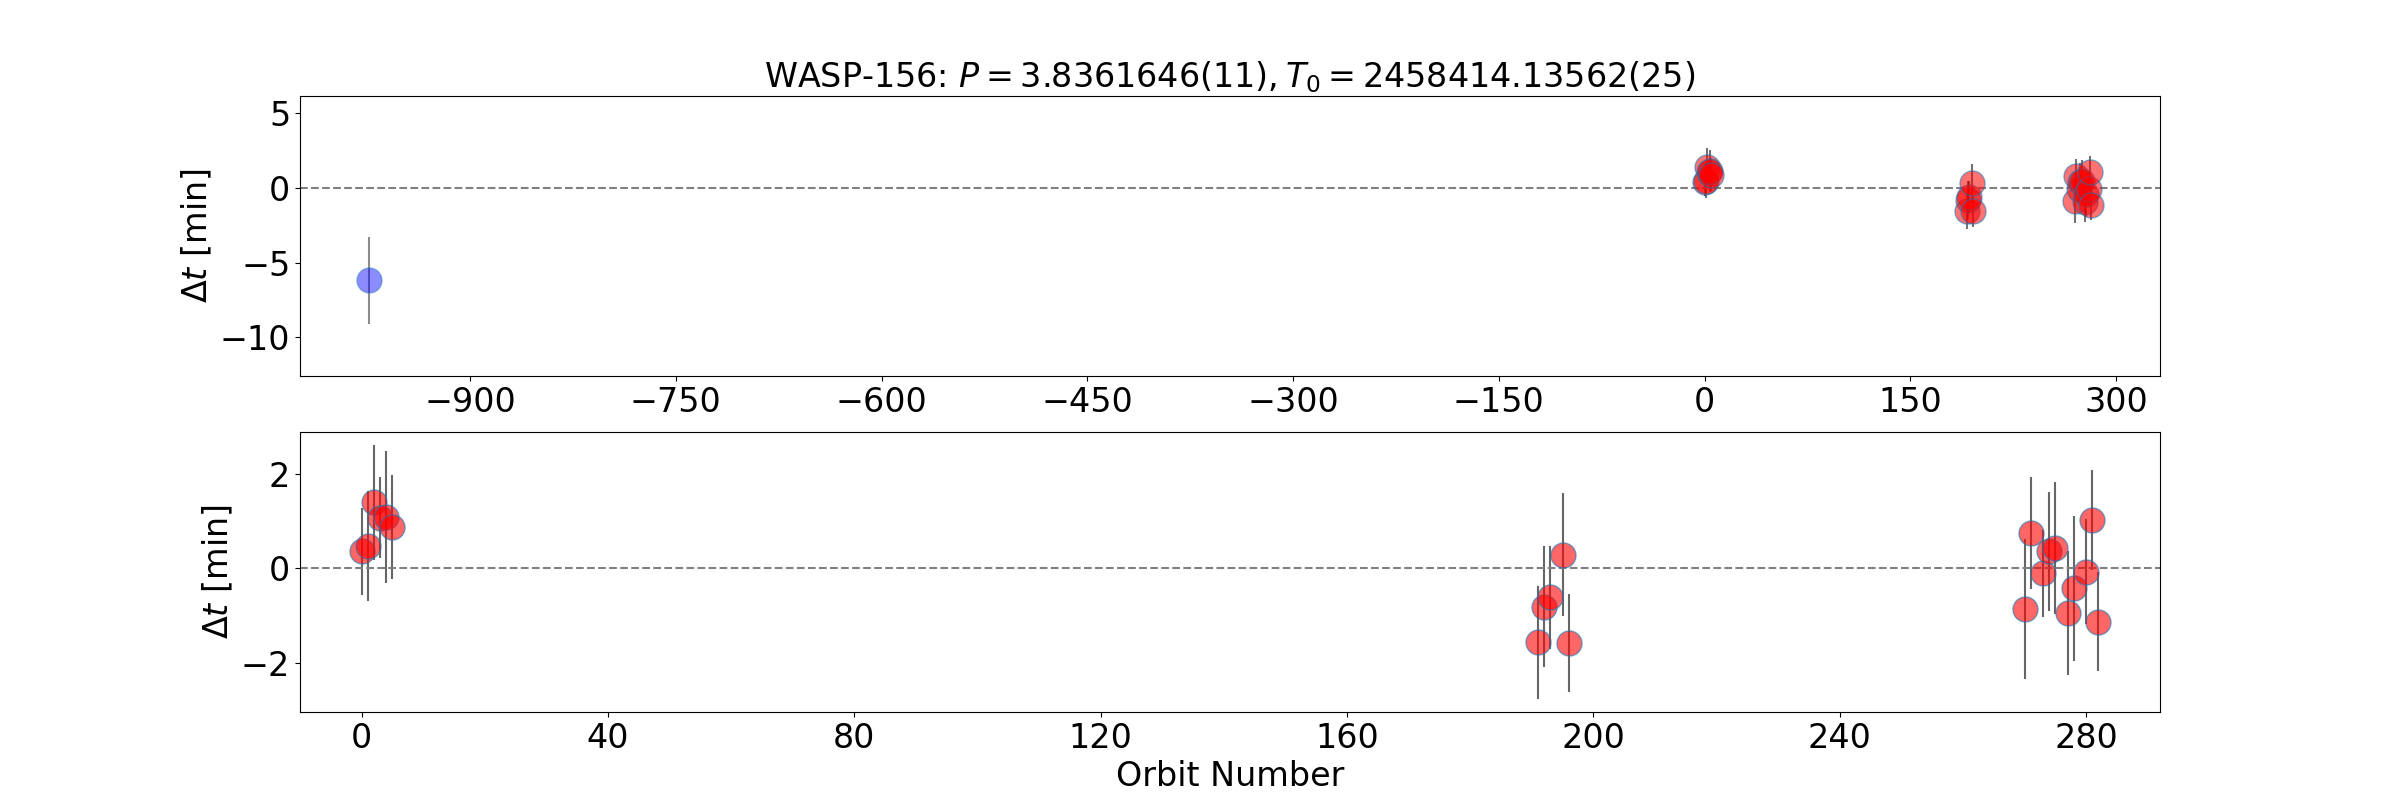 WASP-156: P = 3.8361646(11), T₀ = 2458414.13562(25)
Δt [min]
5
0
−5
−10
−900 −750 −600 −450 −300 −150 0 150 300
Δt [min]
2
0
−2
0 40 80 120 160 200 240 280
Orbit Number